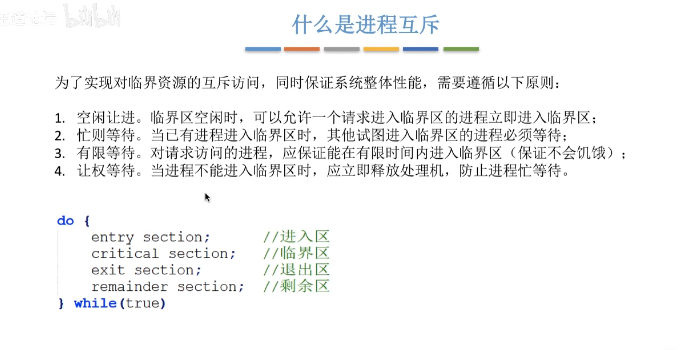 bilibili
什么是进程互斥
为了实现对临界资源的互斥访问，同时保证系统整体性能，需要遵循以下原则：
1. 空闲让进。临界区空闲时，可以允许一个请求进入临界区的进程立即进入临界区；
2. 忙则等待。当已有进程进入临界区时，其他试图进入临界区的进程必须等待；
3. 有限等待。对请求访问的进程，应保证能在有限时间内进入临界区（保证不会饥饿）；
4. 让权等待。当进程不能进入临界区时，应立即释放处理机，防止进程忙等待。
do {
entry section; //进入区
critical section; //临界区
exit section; //退出区
remainder section; //剩余区
} while(true)